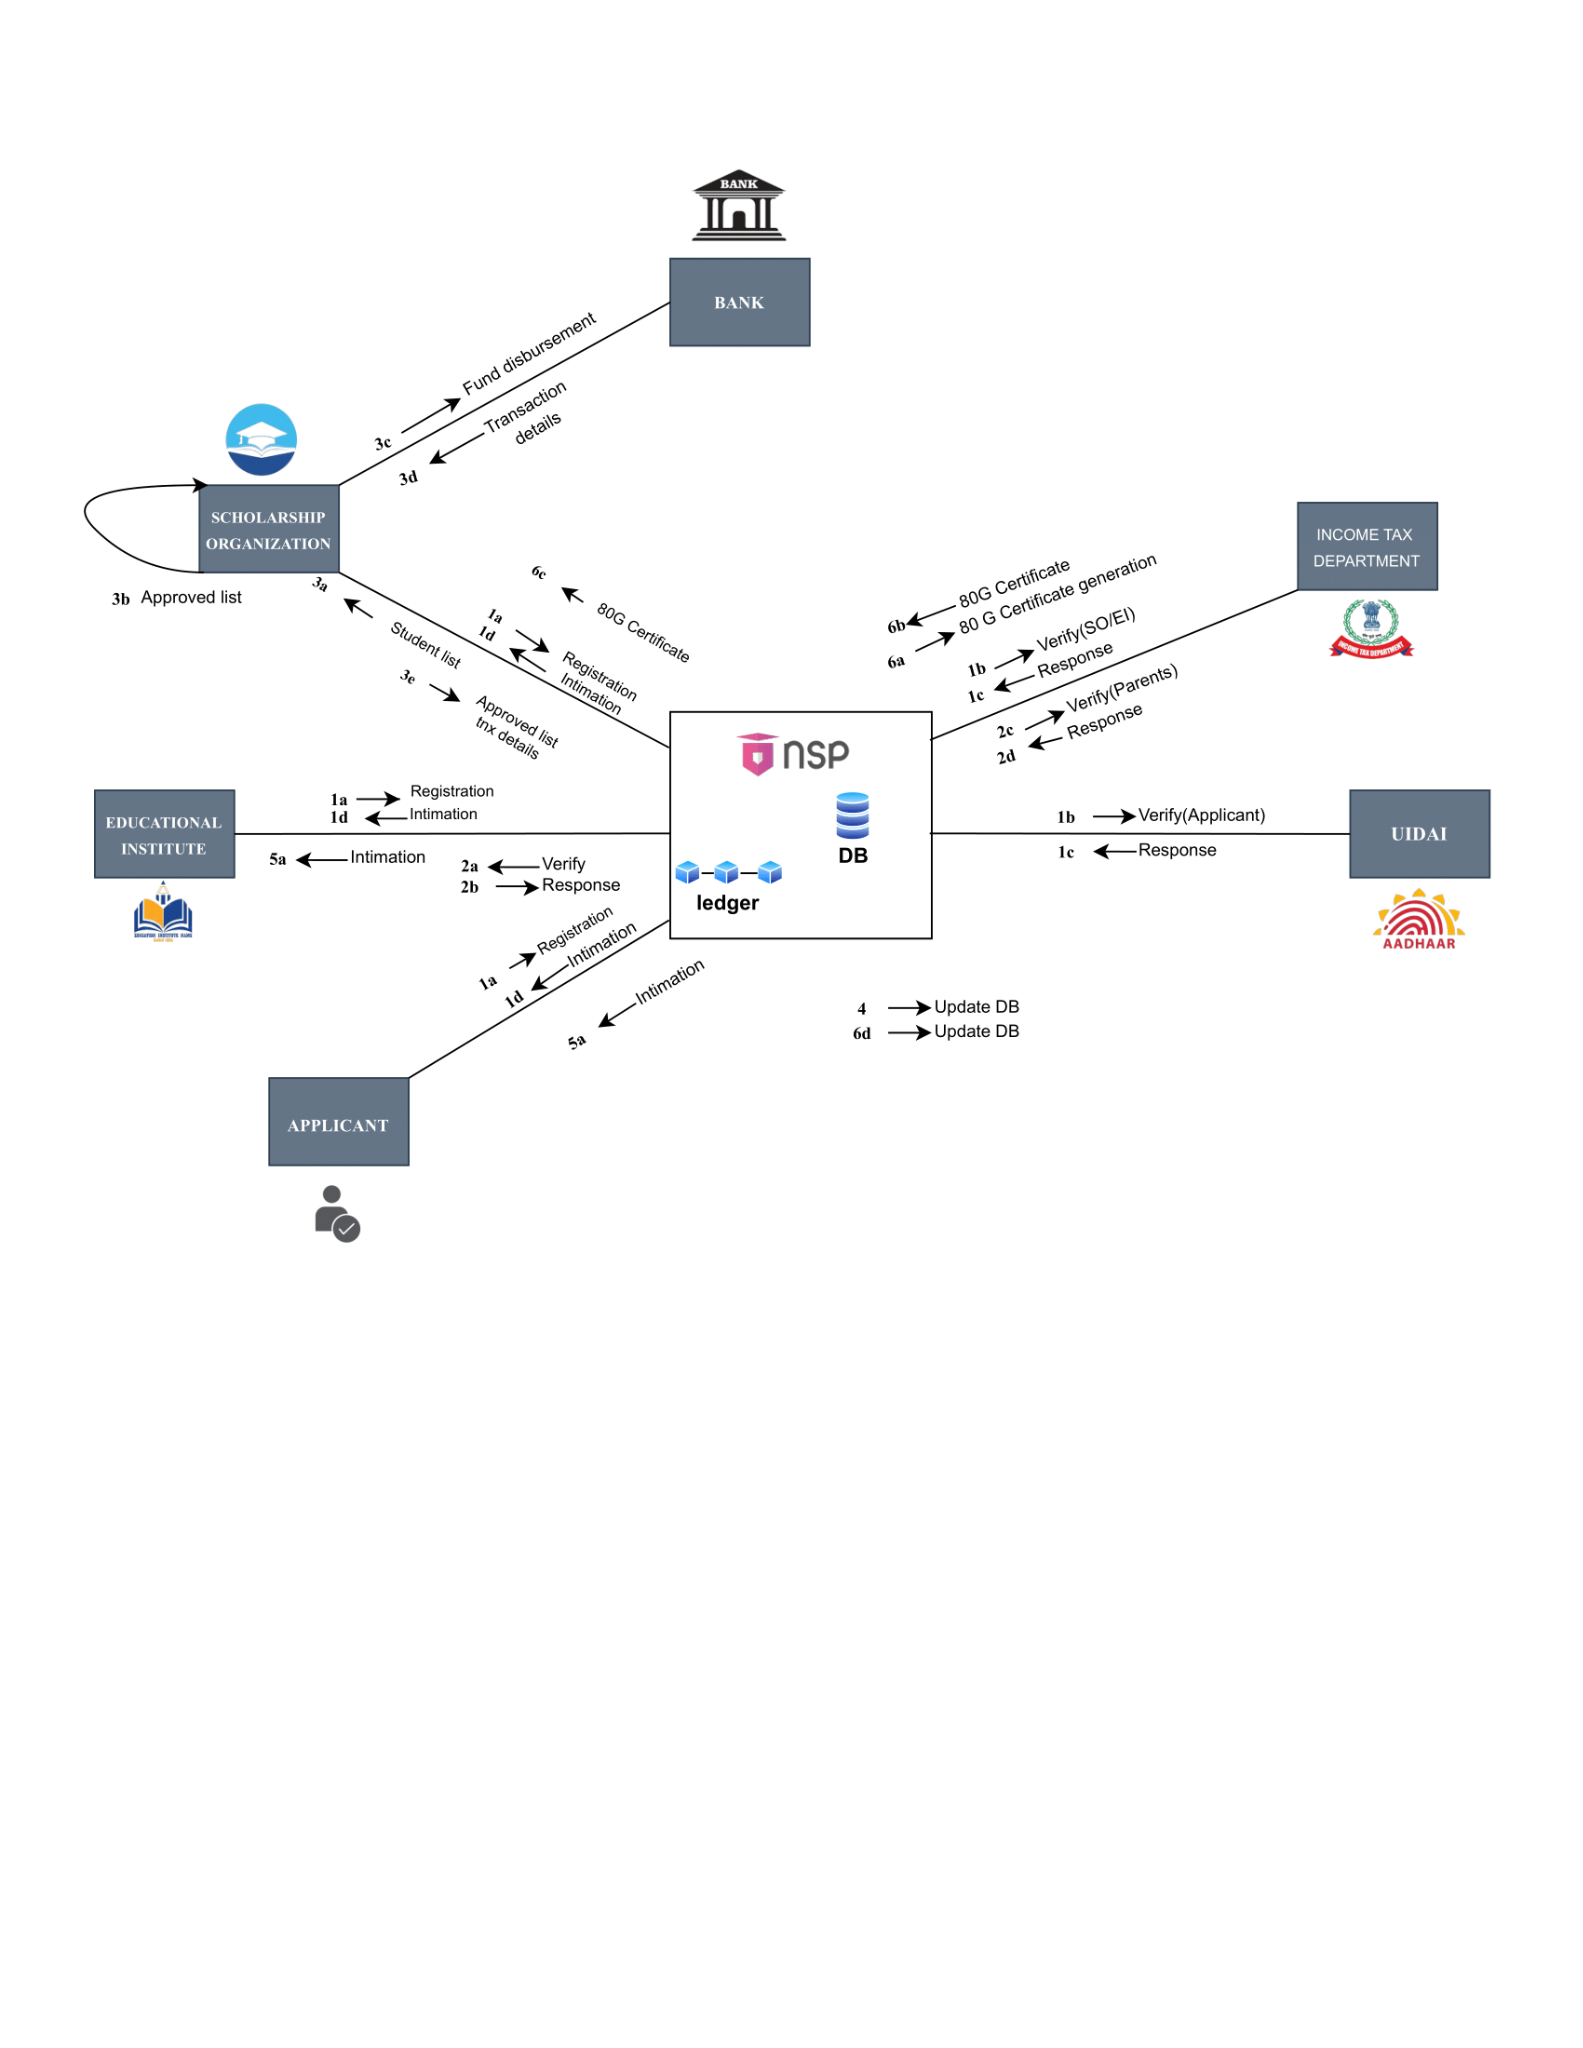 BANK
BANK
Fund disbursement
3c
Transaction
details
3d
SCHOLARSHIP
ORGANIZATION
3b Approved list
3a
Student list
3e
Approved list
tnx details
1a
1d
Registration
Intimation
6c
80G Certificate
INCOME TAX
DEPARTMENT
INCOME TAX DEPARTMENT
6b 80G Certificate
6a 80 G Certificate generation
1b Verify(SO/EI)
1c Response
2c Verify(Parents)
2d Response
nsp
DB
ledger
EDUCATIONAL
INSTITUTE
1a Registration
1d Intimation
5a Intimation
2a Verify
2b Response
1b Verify(Applicant)
1c Response
UIDAI
AADHAAR
1a Registration
1d Intimation
5a Intimation
4 Update DB
6d Update DB
APPLICANT